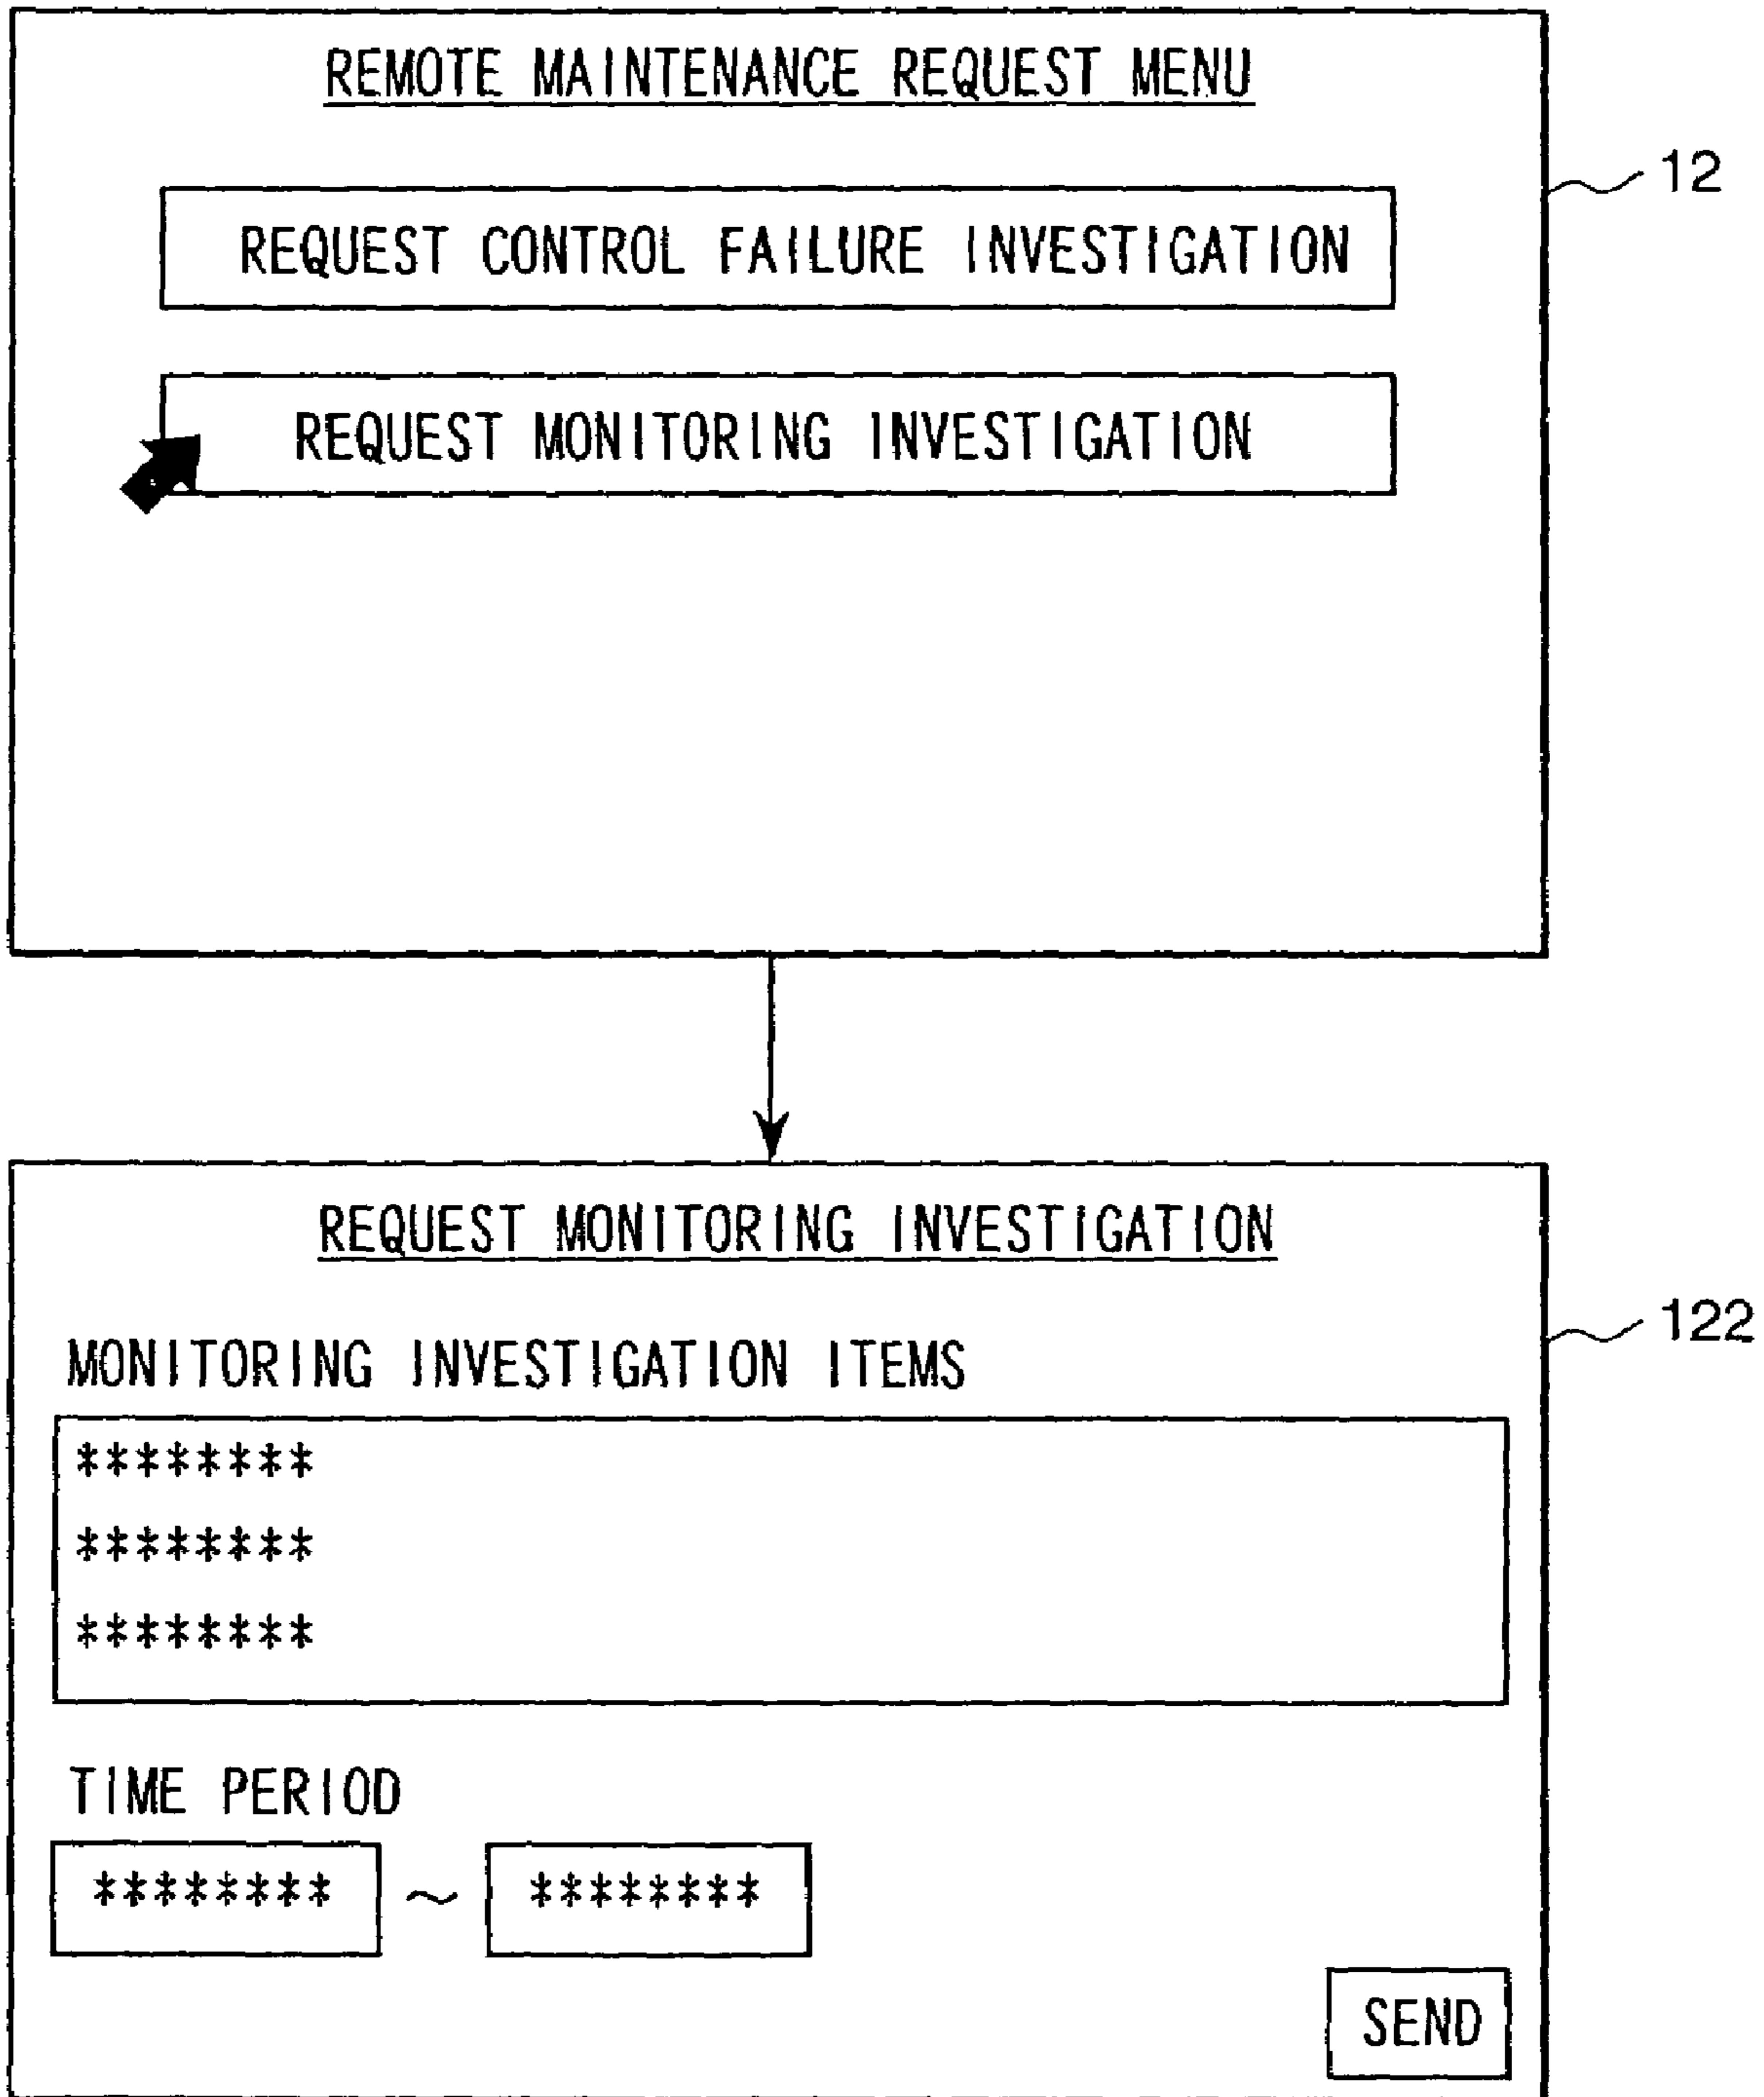 REMOTE MAINTENANCE REQUEST MENU
12
REQUEST CONTROL FAILURE INVESTIGATION
REQUEST MONITORING INVESTIGATION
REQUEST MONITORING INVESTIGATION
122
MONITORING INVESTIGATION ITEMS
********
********
********
TIME PERIOD
******** ~ ********
SEND